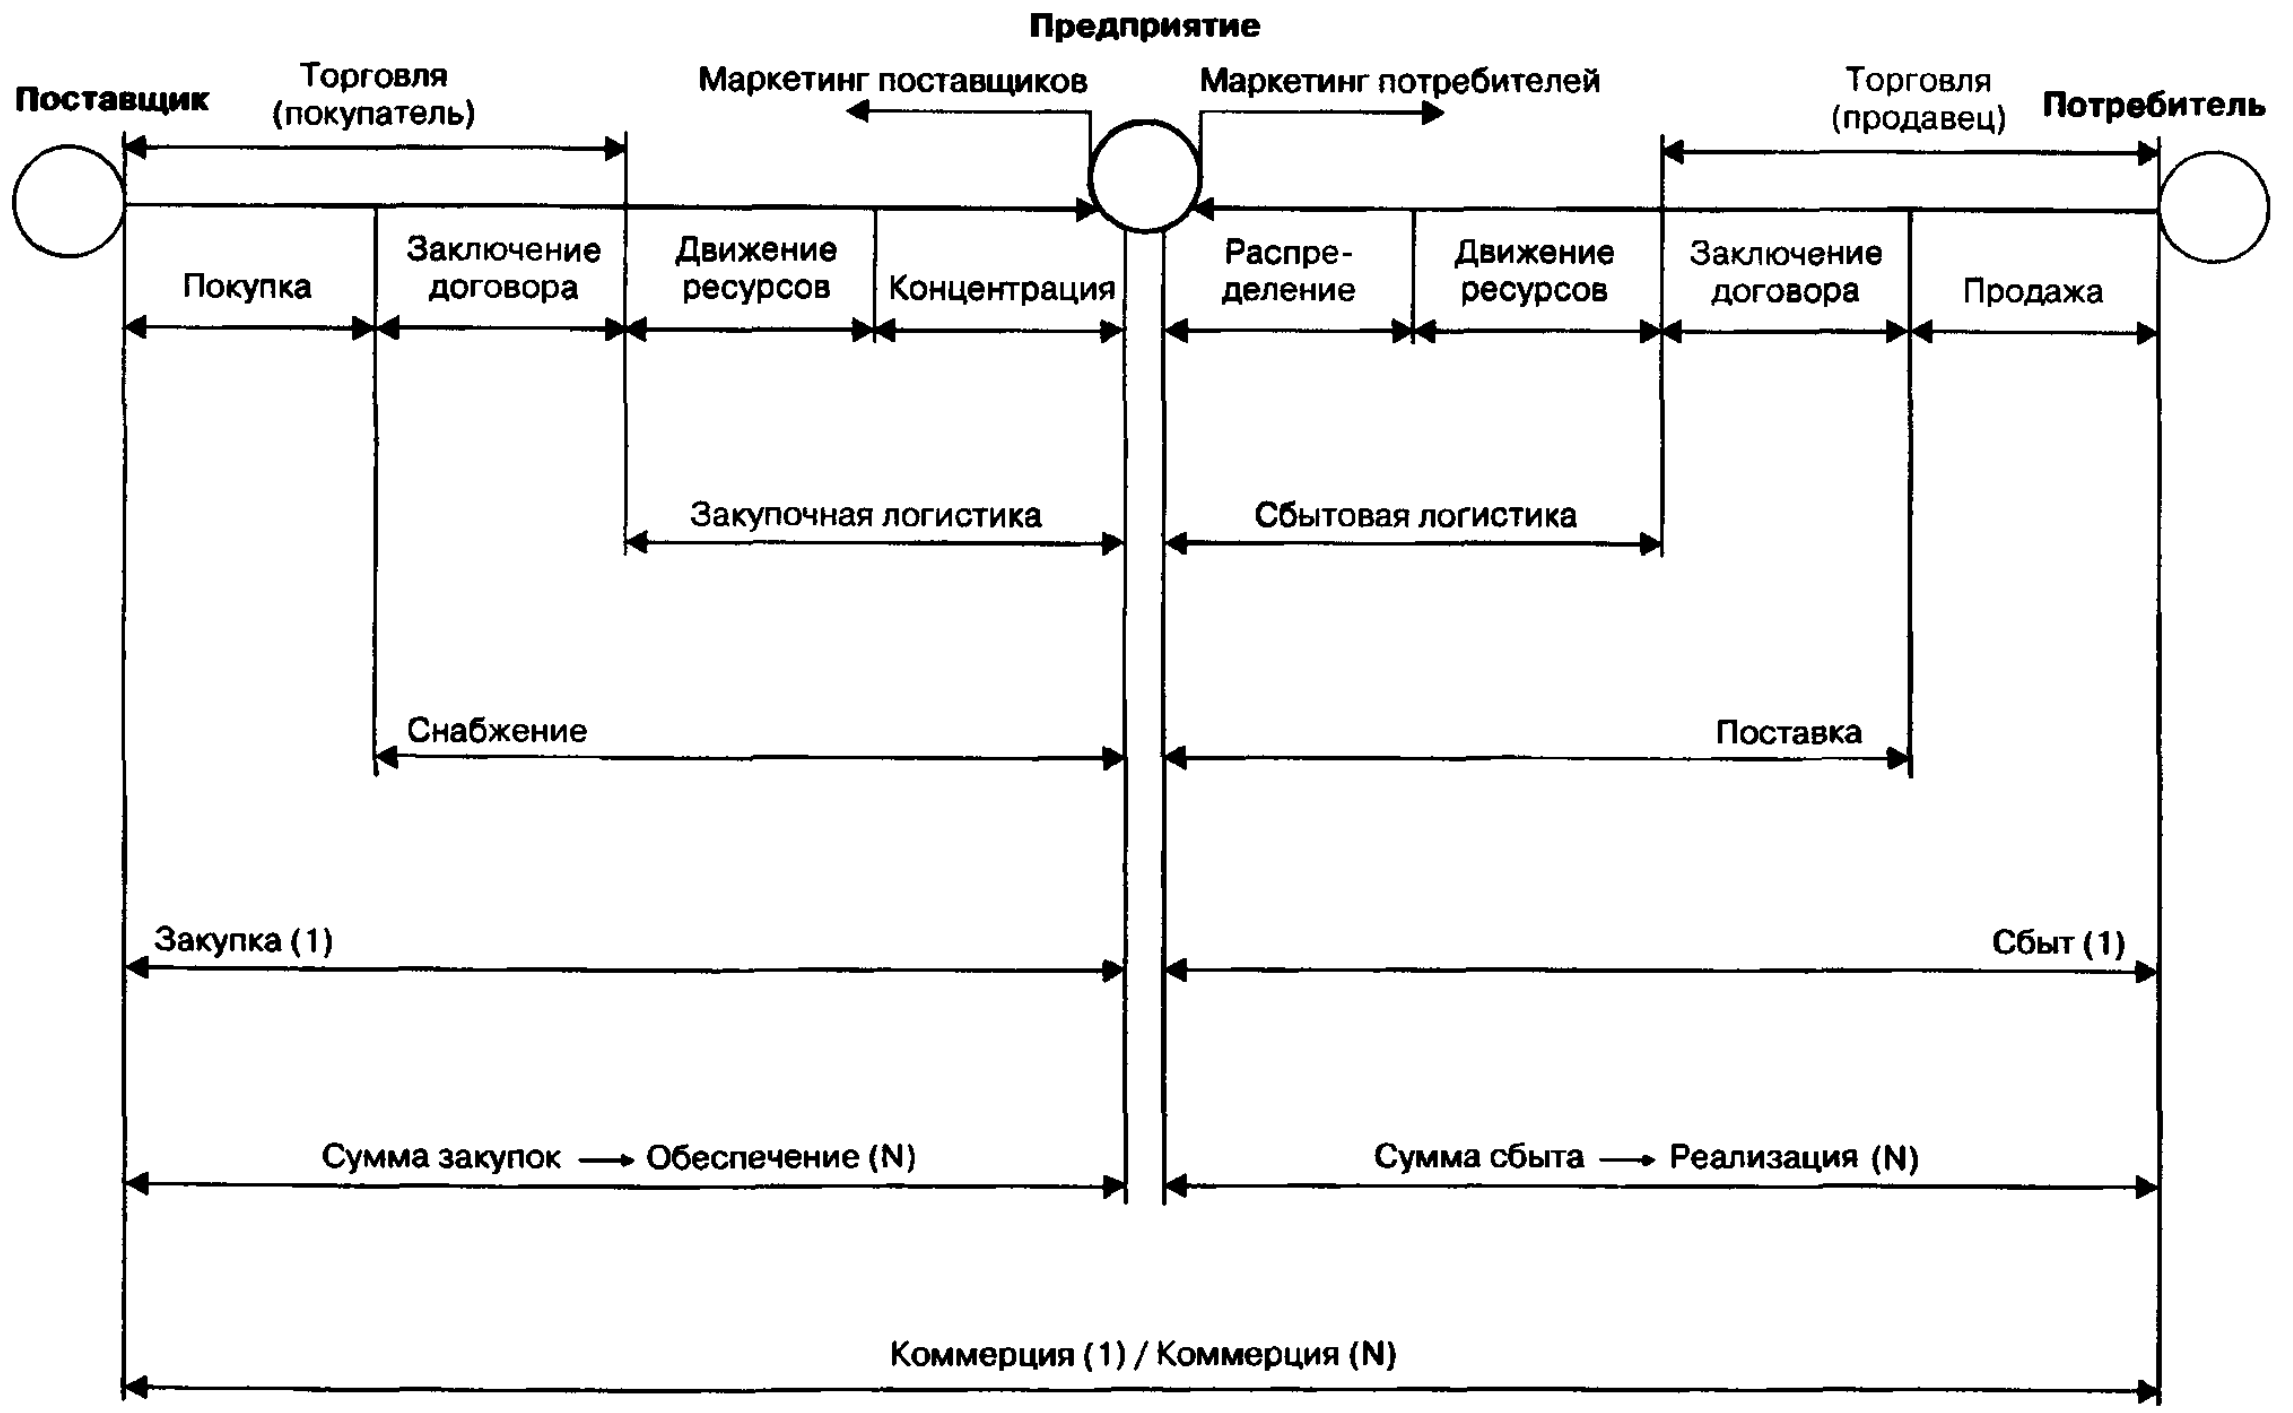 Предприятие
Поставщик
Торговля
(покупатель)
Маркетинг поставщиков
Маркетинг потребителей
Торговля
(продавец)
Потребитель
Покупка
Заключение
договора
Движение
ресурсов
Концентрация
Распре-
деление
Движение
ресурсов
Заключение
договора
Продажа
Закупочная логистика
Сбытовая логистика
Снабжение
Поставка
Закупка (1)
Сбыт (1)
Сумма закупок → Обеспечение (N)
Сумма сбыта → Реализация (N)
Коммерция (1) / Коммерция (N)